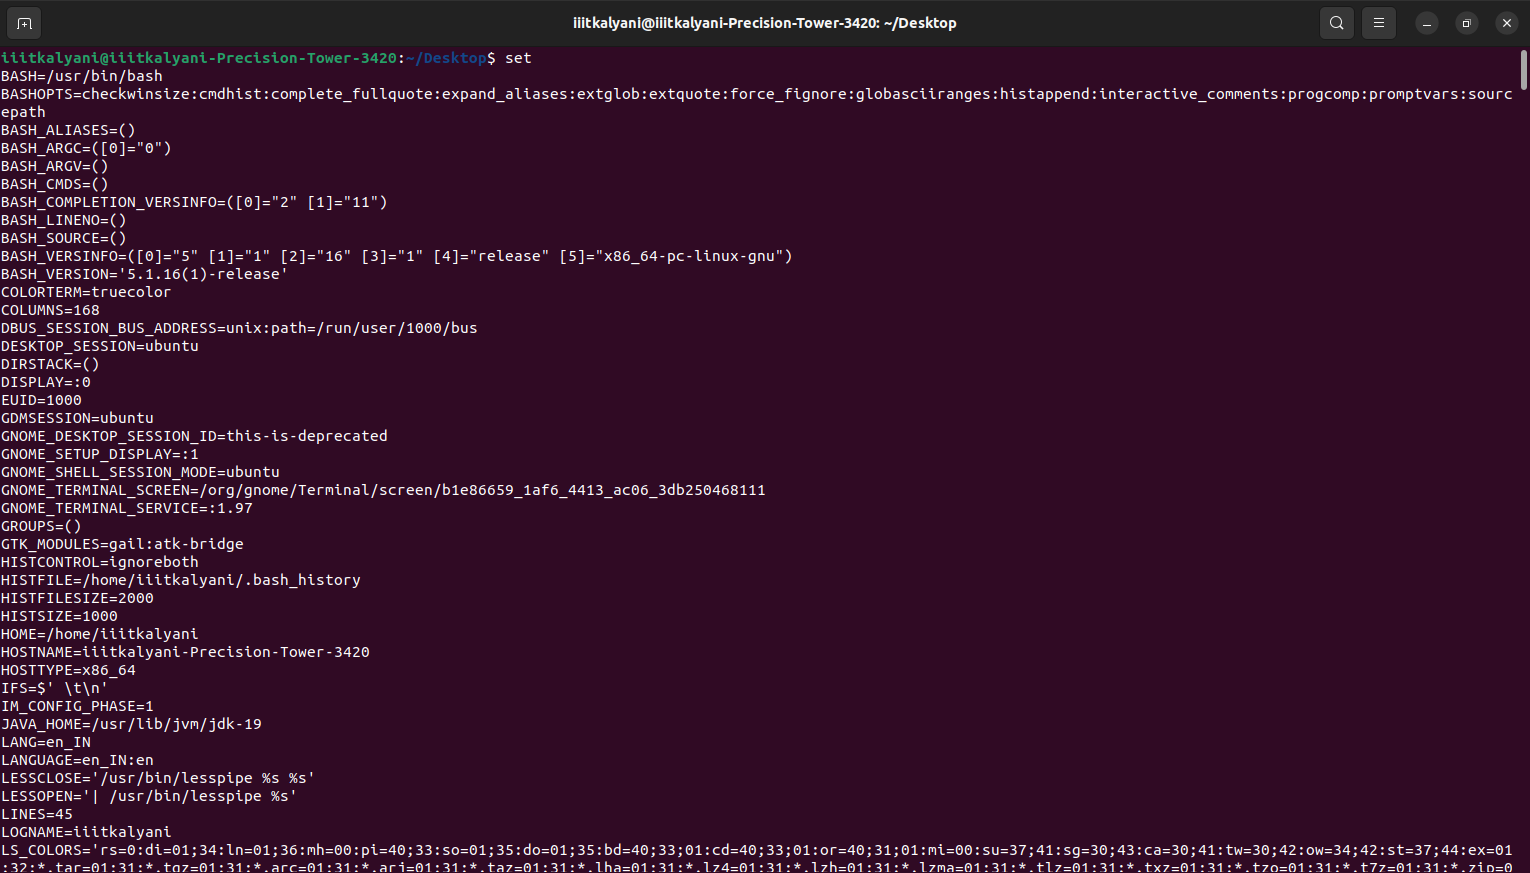 iiitkalyani@iiitkalyani-Precision-Tower-3420: ~/Desktop
iiitkalyani@iiitkalyani-Precision-Tower-3420:~/Desktop$ set
BASH=/usr/bin/bash
BASHOPTS=checkwinsize:cmdhist:complete_fullquote:expand_aliases:extglob:extquote:force_fignore:globasciiranges:histappend:interactive_comments:progcomp:promptvars:sourc
epath
BASH_ALIASES=()
BASH_ARGC=([0]="0")
BASH_ARGV=()
BASH_CMDS=()
BASH_COMPLETION_VERSINFO=([0]="2" [1]="11")
BASH_LINENO=()
BASH_SOURCE=()
BASH_VERSINFO=([0]="5" [1]="1" [2]="16" [3]="1" [4]="release" [5]="x86_64-pc-linux-gnu")
BASH_VERSION='5.1.16(1)-release'
COLORTERM=truecolor
COLUMNS=168
DBUS_SESSION_BUS_ADDRESS=unix:path=/run/user/1000/bus
DESKTOP_SESSION=ubuntu
DIRSTACK=()
DISPLAY=:0
EUID=1000
GDMSESSION=ubuntu
GNOME_DESKTOP_SESSION_ID=this-is-deprecated
GNOME_SETUP_DISPLAY=:1
GNOME_SHELL_SESSION_MODE=ubuntu
GNOME_TERMINAL_SCREEN=/org/gnome/Terminal/screen/b1e86659_1af6_4413_ac06_3db250468111
GNOME_TERMINAL_SERVICE=:1.97
GROUPS=()
GTK_MODULES=gail:atk-bridge
HISTCONTROL=ignoreboth
HISTFILE=/home/iiitkalyani/.bash_history
HISTFILESIZE=2000
HISTSIZE=1000
HOME=/home/iiitkalyani
HOSTNAME=iiitkalyani-Precision-Tower-3420
HOSTTYPE=x86_64
IFS=$' \t\n'
IM_CONFIG_PHASE=1
JAVA_HOME=/usr/lib/jvm/jdk-19
LANG=en_IN
LANGUAGE=en_IN:en
LESSCLOSE='/usr/bin/lesspipe %s %s'
LESSOPEN='| /usr/bin/lesspipe %s'
LINES=45
LOGNAME=iiitkalyani
LS_COLORS='rs=0:di=01;34:ln=01;36:mh=00:pi=40;33:so=01;35:do=01;35:bd=40;33;01:cd=40;33;01:or=40;31;01:mi=00:su=37;41:sg=30;43:ca=30;41:tw=30;42:ow=34;42:st=37;44:ex=01
;32:*.tar=01;31:*.tgz=01;31:*.arc=01;31:*.arj=01;31:*.taz=01;31:*.lha=01;31:*.lz4=01;31:*.lzh=01;31:*.lzma=01;31:*.tlz=01;31:*.txz=01;31:*.tzo=01;31:*.t7z=01;31:*.zip=0